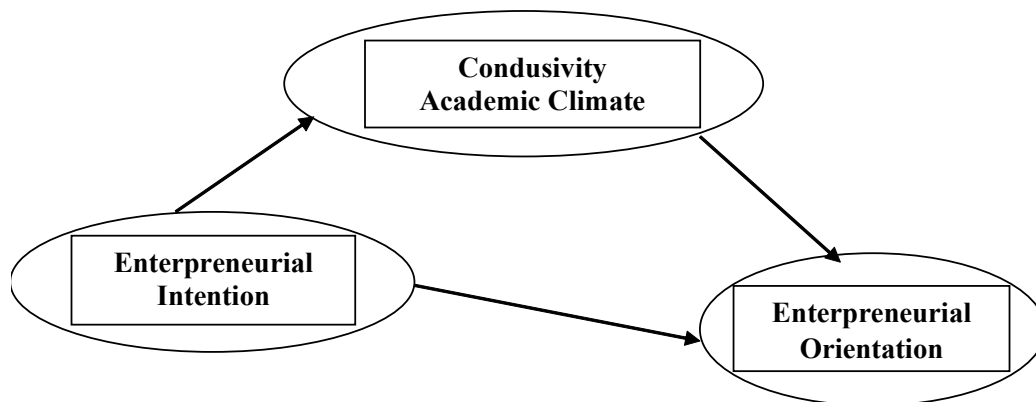 Condusivity
Academic Climate
Enterpreneurial
Intention
Enterpreneurial
Orientation